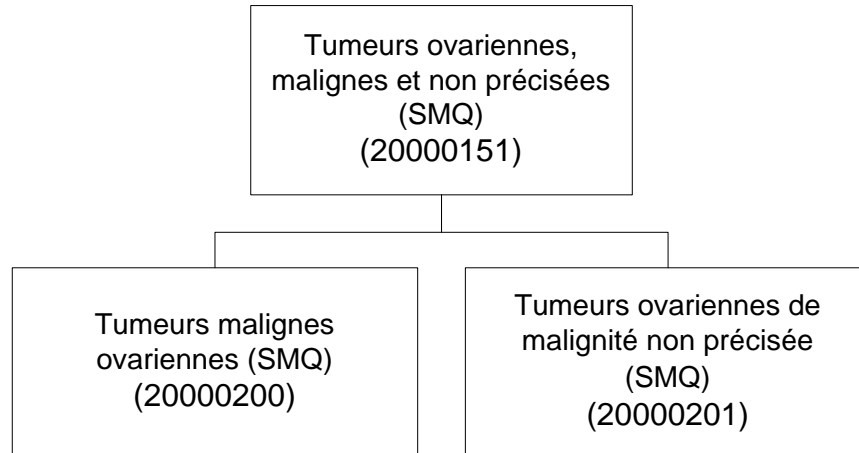 Tumeurs ovariennes,
malignes et non précisées
(SMQ)
(20000151)
Tumeurs malignes
ovariennes (SMQ)
(20000200)
Tumeurs ovariennes de
malignité non précisée
(SMQ)
(20000201)